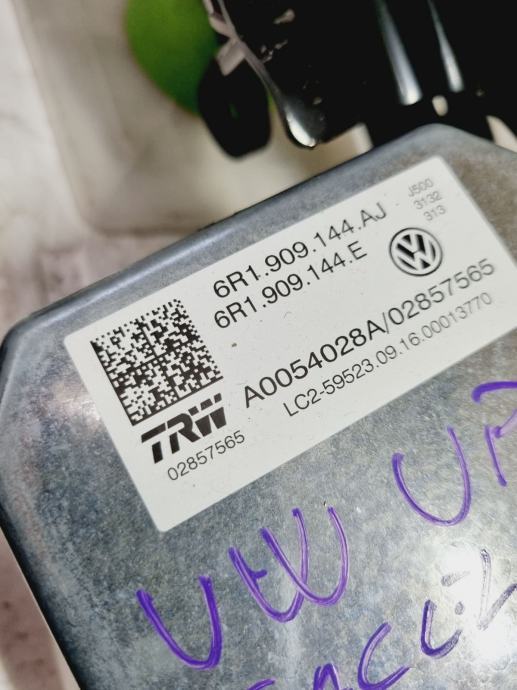 6R1.909.144.AJ
6R1.909.144.E
J500
3132
313
A0054028A/02857565
LC2-59523.09.16.00013770
TRW
02857565
VW UP